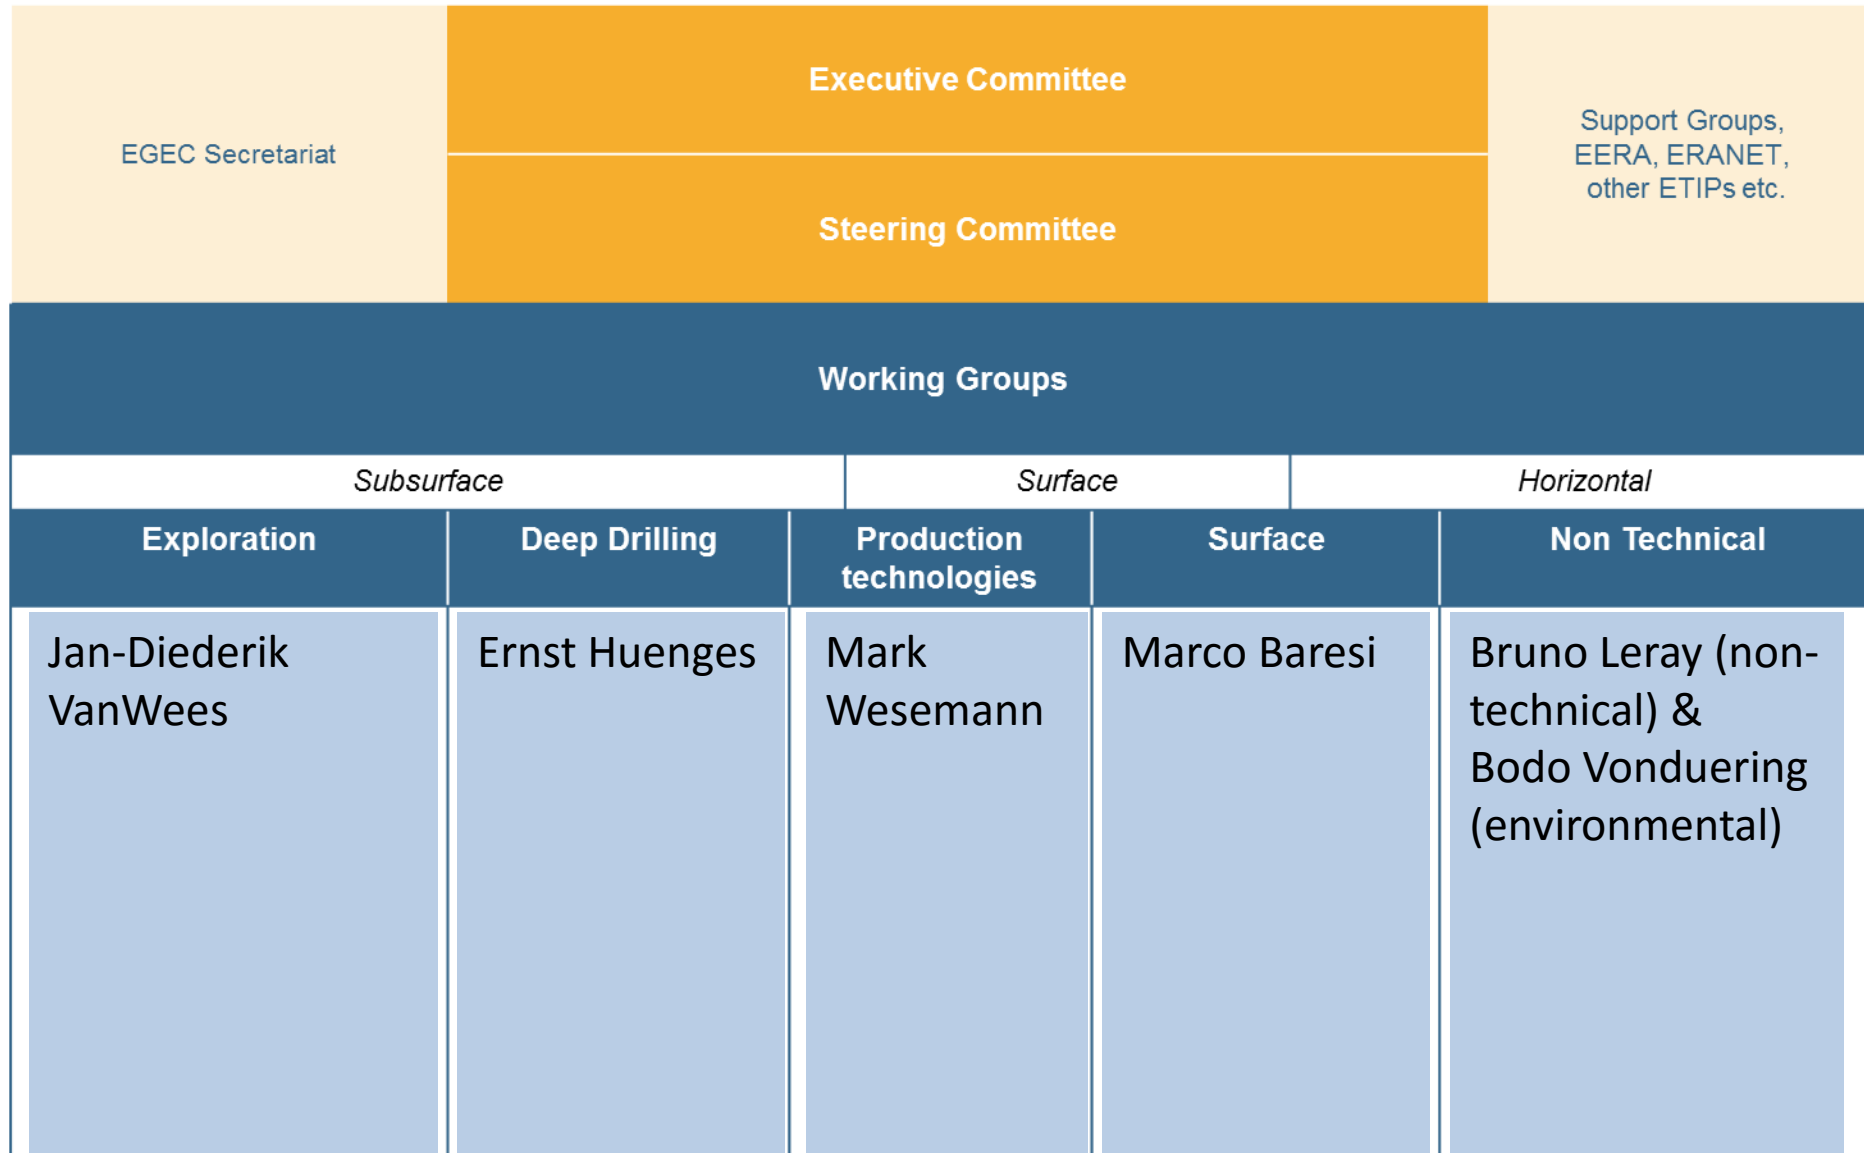 EGEC Secretariat
Executive Committee
Steering Committee
Support Groups,
EERA, ERANET,
other ETIPs etc.
Working Groups
Subsurface
Surface
Horizontal
Exploration
Deep Drilling
Production
technologies
Surface
Non Technical
Jan-Diederik
VanWees
Ernst Huenges
Mark
Wesemann
Marco Baresi
Bruno Leray (non-
technical) &
Bodo Vonduering
(environmental)